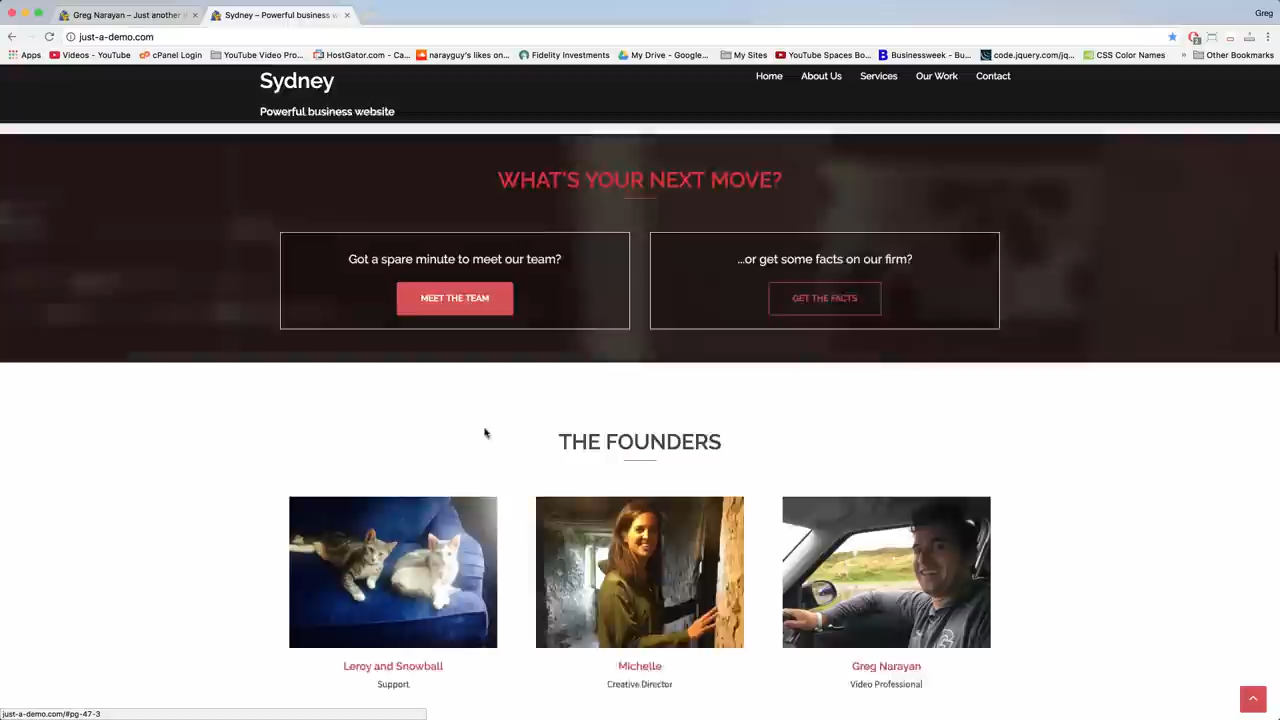 Greg Narayan – Just another
Sydney – Powerful business w
Greg
just-a-demo.com
Apps
Videos - YouTube
cPanel Login
YouTube Video Pro...
HostGator.com - Ca...
narayguy's likes on...
Fidelity Investments
My Drive - Google...
My Sites
YouTube Spaces Bo...
Businessweek - Bu...
code.jquery.com/jq...
CSS Color Names
»
Other Bookmarks
Sydney
Home
About Us
Services
Our Work
Contact
Powerful business website
WHAT'S YOUR NEXT MOVE?
Got a spare minute to meet our team?
MEET THE TEAM
...or get some facts on our firm?
GET THE FACTS
THE FOUNDERS
Leroy and Snowball
Support
Michelle
Creative Director
Greg Narayan
Video Professional
just-a-demo.com/#pg-47-3